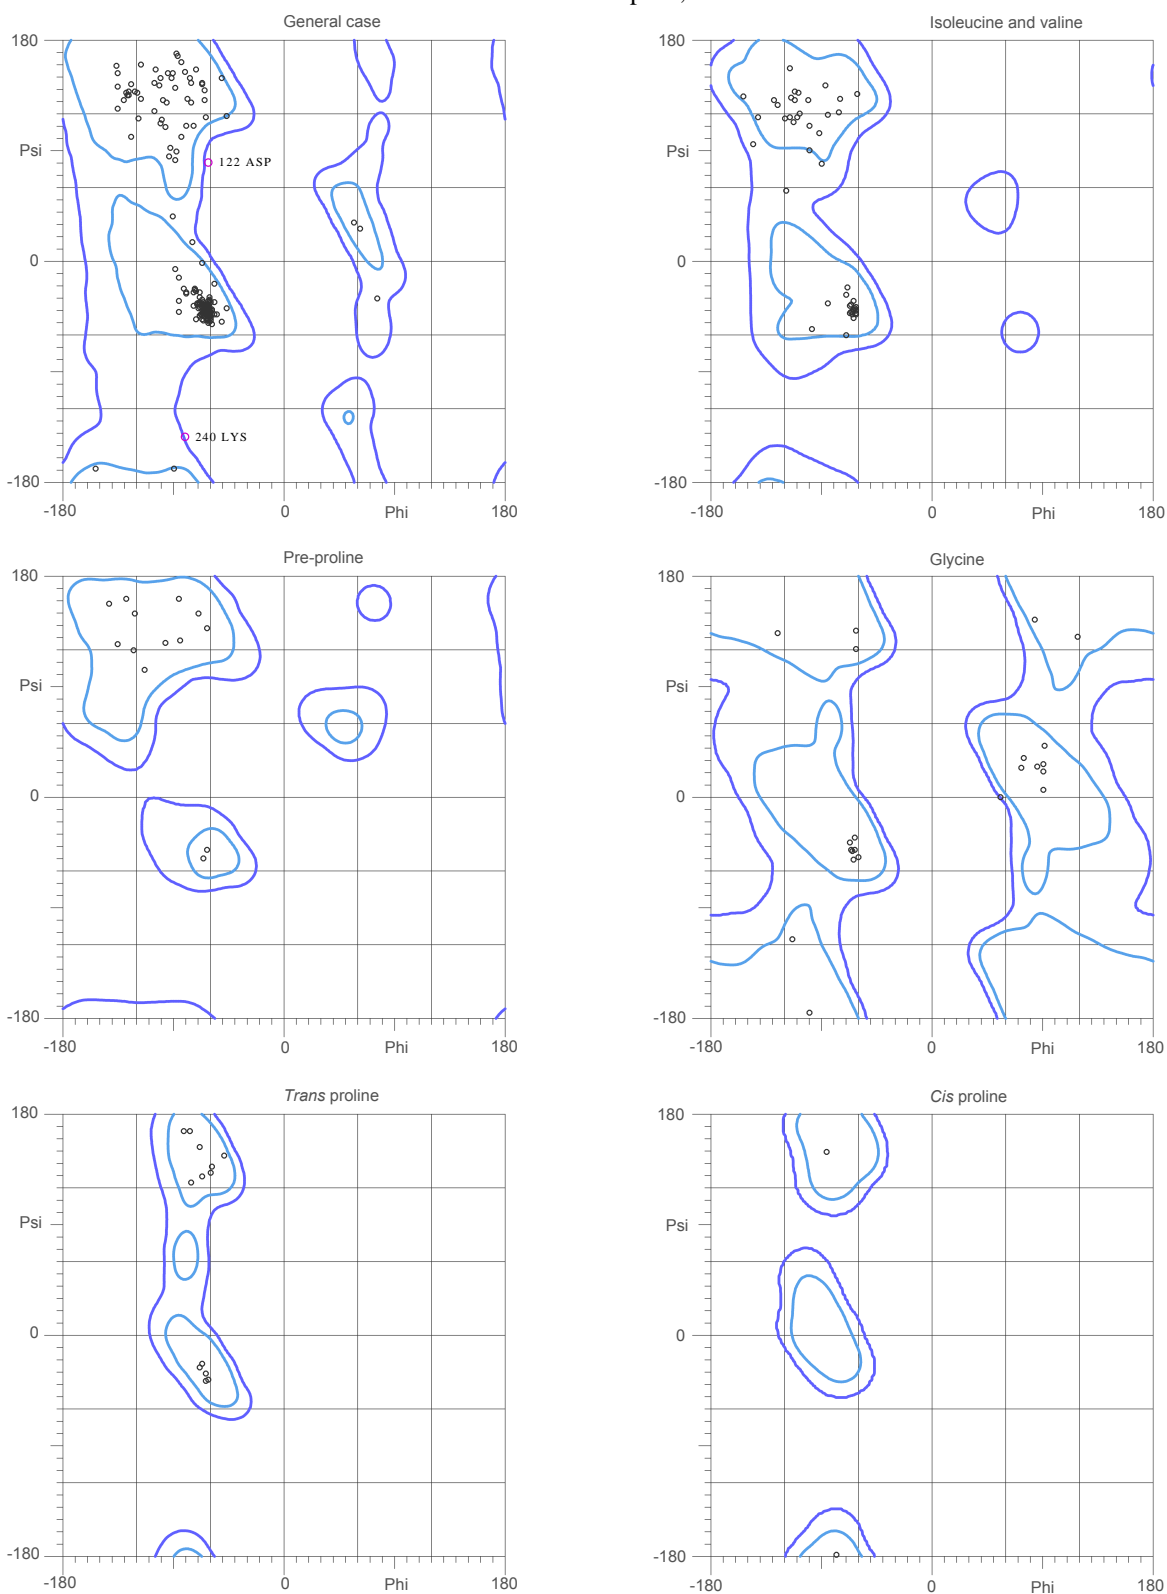 General case
Isoleucine and valine
180
Psi
0
-180
-180
0
Phi
180
122 ASP
240 LYS
180
Psi
0
-180
-180
0
Phi
180
Pre-proline
Glycine
180
Psi
0
-180
-180
0
Phi
180
180
Psi
0
-180
-180
0
Phi
180
Trans proline
Cis proline
180
Psi
0
-180
-180
0
Phi
180
180
Psi
0
-180
-180
0
Phi
180